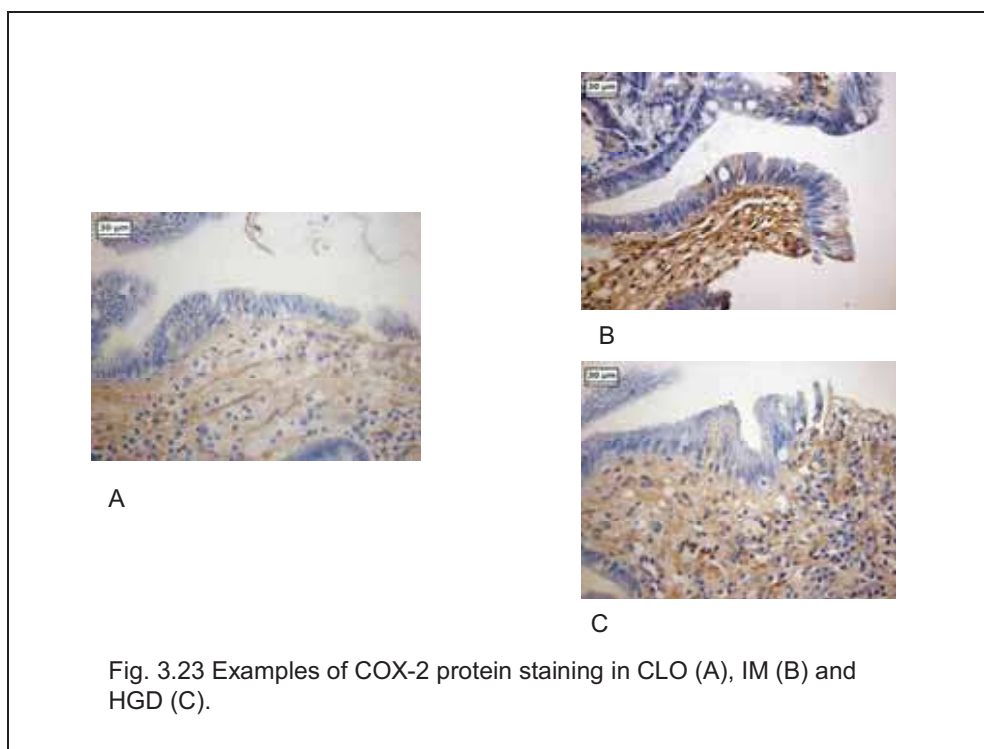 30 µm
30 µm
A
B
30 µm
C
Fig. 3.23 Examples of COX-2 protein staining in CLO (A), IM (B) and
HGD (C).